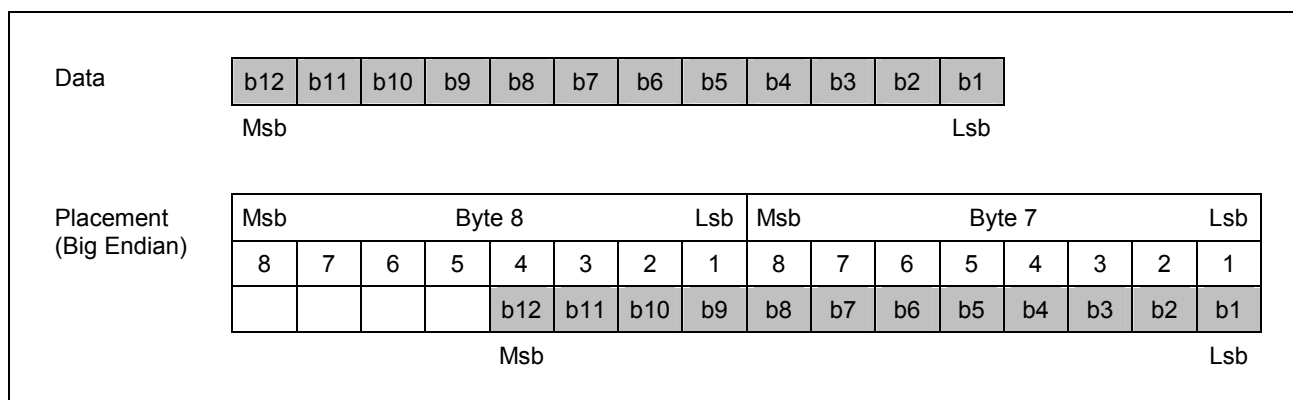 Data b12 b11 b10 b9 b8 b7 b6 b5 b4 b3 b2 b1
Msb Lsb
Placement Msb Byte 8 Lsb Msb Byte 7 Lsb
(Big Endian) 8 7 6 5 4 3 2 1 8 7 6 5 4 3 2 1
b12 b11 b10 b9 b8 b7 b6 b5 b4 b3 b2 b1
Msb Lsb